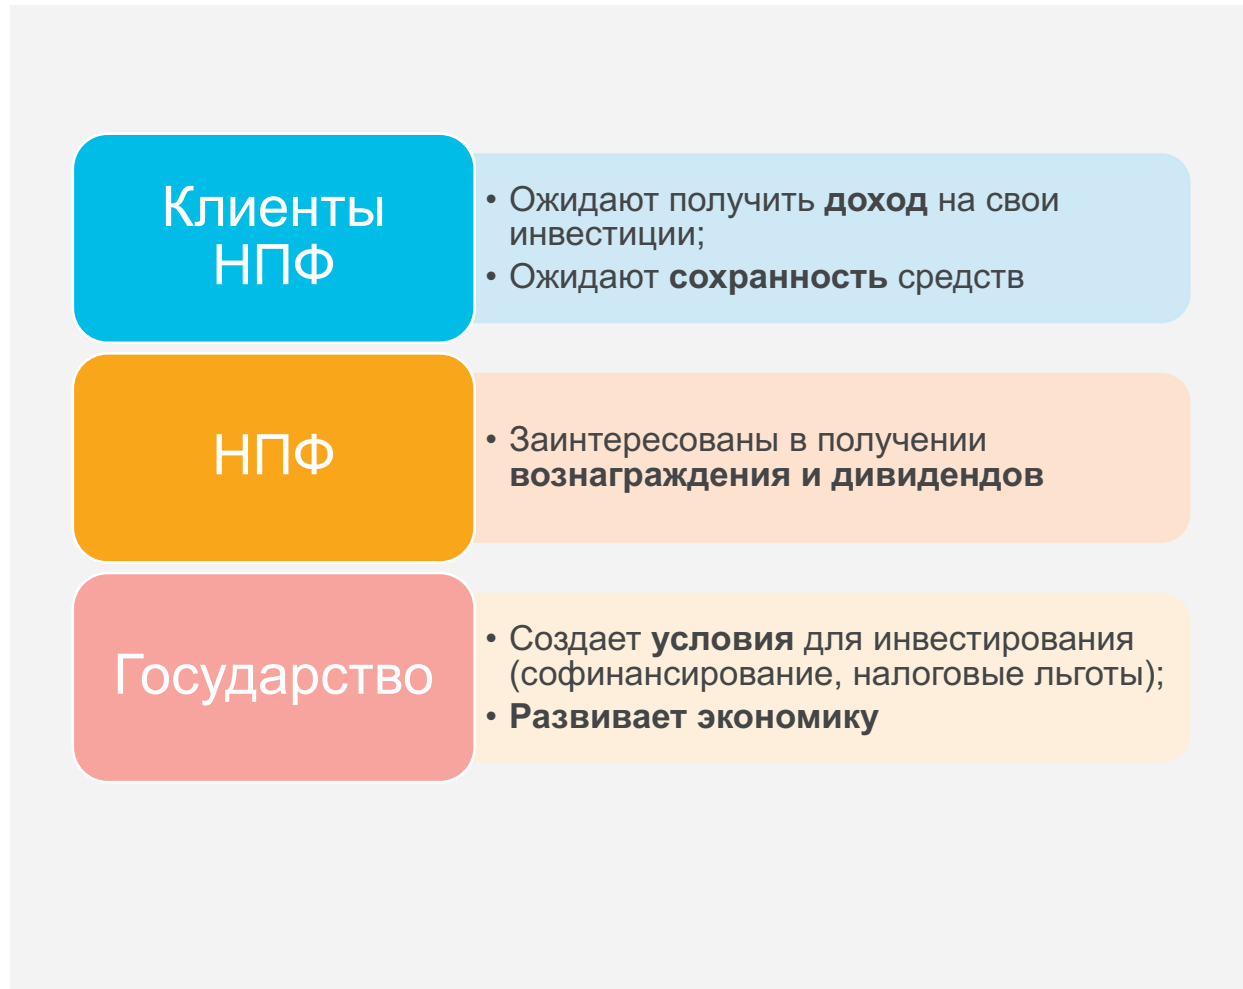 Клиенты
НПФ
• Ожидают получить доход на свои
инвестиции;
• Ожидают сохранность средств
НПФ
• Заинтересованы в получении
вознаграждения и дивидендов
Государство
• Создает условия для инвестирования
(софинансирование, налоговые льготы);
• Развивает экономику